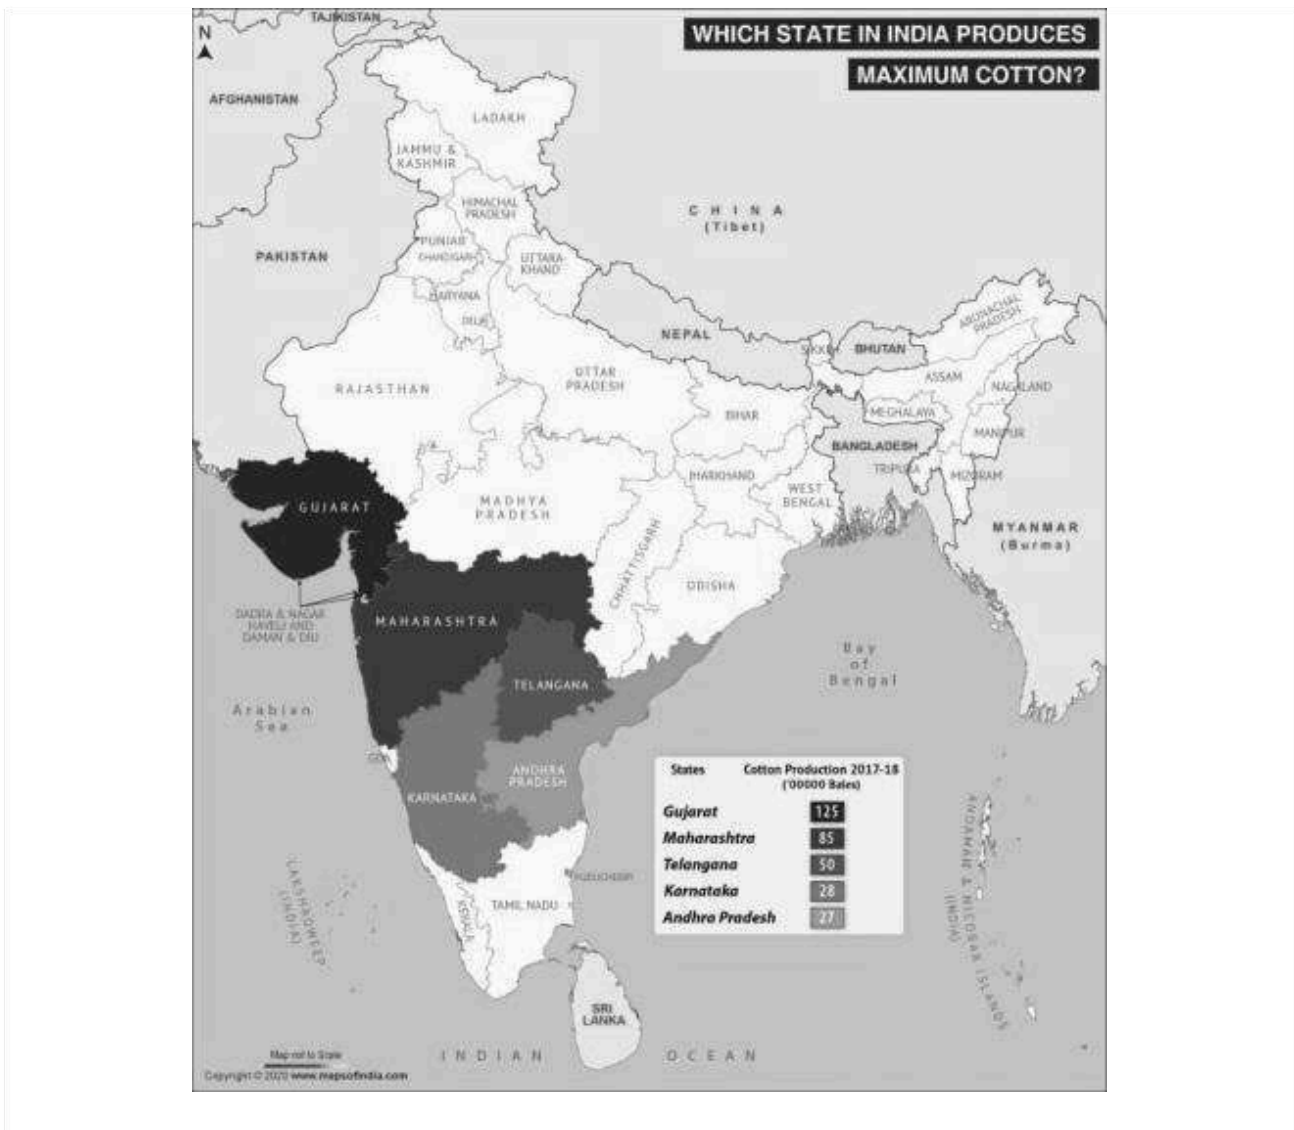 WHICH STATE IN INDIA PRODUCES
MAXIMUM COTTON?
N
TAJIKISTAN
AFGHANISTAN
LADAKH
JAMMU &
KASHMIR
HIMACHAL
PRADESH
C H I N A
(Tibet)
PUNJAB
CHANDIGARH
PAKISTAN
UTTARA-
KHAND
HARYANA
DELHI
NEPAL
SIKKIM
BHUTAN
ARUNACHAL
PRADESH
RAJASTHAN
UTTAR
PRADESH
ASSAM
NAGALAND
BIHAR
MEGHALAYA
MANIPUR
BANGLADESH
TRIPURA
MIZORAM
JHARKHAND
WEST
BENGAL
GUJARAT
MADHYA
PRADESH
CHHATTISGARH
ODISHA
MYANMAR
(Burma)
DADRA & NAGAR
HAVELI AND
DAMAN & DIU
MAHARASHTRA
TELANGANA
Bay
of
Bengal
Arabian
Sea
GOA
ANDHRA
PRADESH
KARNATAKA
States Cotton Production 2017-18
('00000 Bales)
Gujarat 125
Maharashtra 85
Telangana 50
Karnataka 28
Andhra Pradesh 27
PUDUCHERRY
TAMIL NADU
KERALA
LAKSHADWEEP
(INDIA)
ANDAMAN & NICOBAR ISLANDS
(INDIA)
SRI
LANKA
I N D I A N O C E A N
Map not to Scale
Copyright © 2020 www.mapsofindia.com